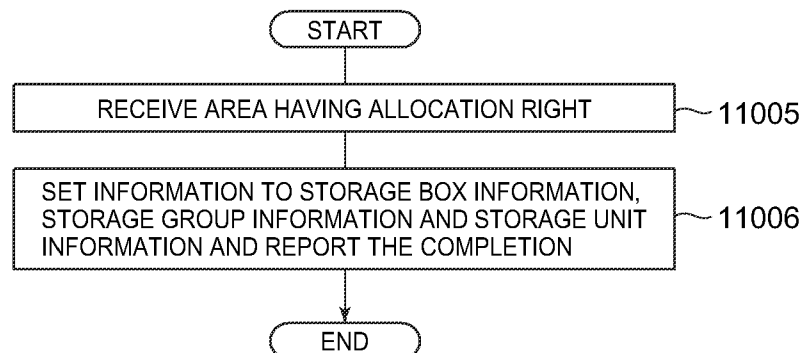 START
RECEIVE AREA HAVING ALLOCATION RIGHT
11005
SET INFORMATION TO STORAGE BOX INFORMATION,
STORAGE GROUP INFORMATION AND STORAGE UNIT
INFORMATION AND REPORT THE COMPLETION
11006
END